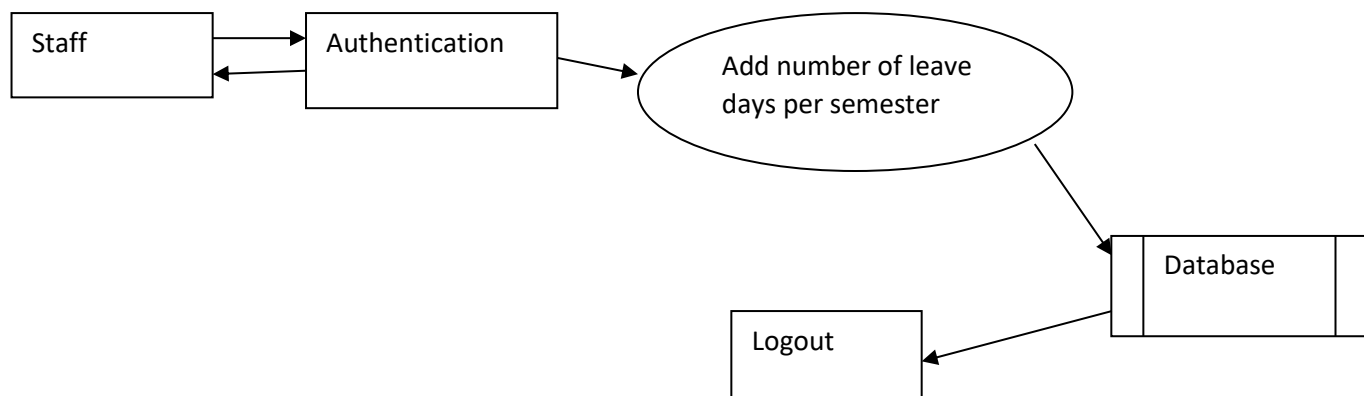 Staff
Authentication
Add number of leave
days per semester
Database
Logout